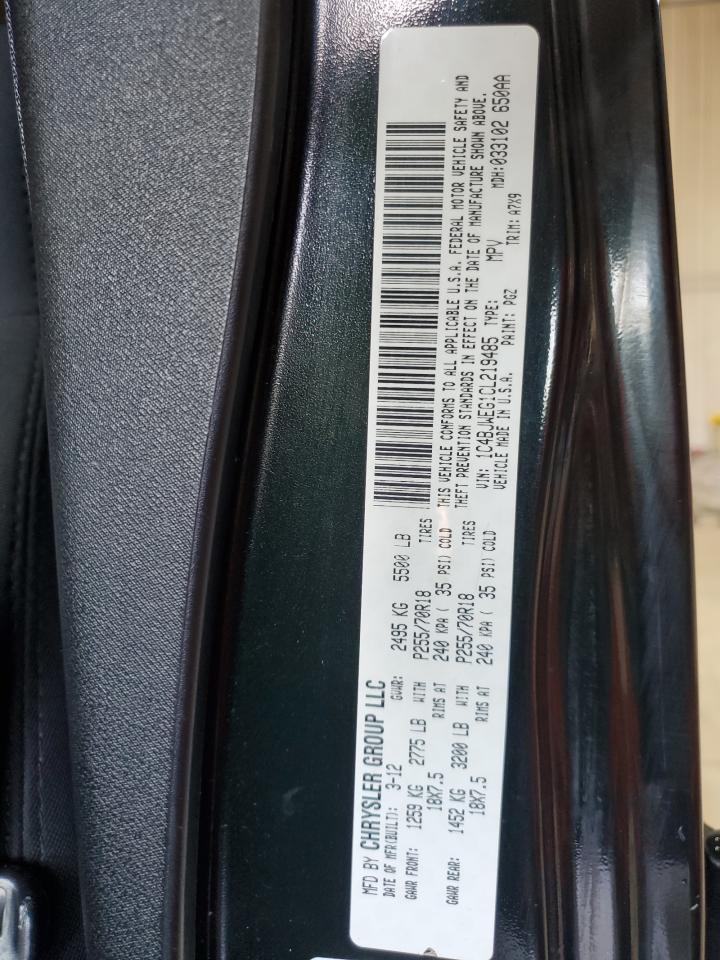 MFD BY CHRYSLER GROUP LLC
DATE OF MFR(BUILT): 3-12 GVWR: 2495 KG 5500 LB
GAWR FRONT: 1259 KG 2775 LB WITH P255/70R18 TIRES
18X7.5 RIMS AT 240 KPA ( 35 PSI) COLD
GAWR REAR: 1452 KG 3200 LB WITH P255/70R18 TIRES
18X7.5 RIMS AT 240 KPA ( 35 PSI) COLD
THIS VEHICLE CONFORMS TO ALL APPLICABLE U.S.A. FEDERAL MOTOR VEHICLE SAFETY AND
THEFT PREVENTION STANDARDS IN EFFECT ON THE DATE OF MANUFACTURE SHOWN ABOVE.
VIN: 1C4BJWEG1CL219485 TYPE: MPV MDH:033102 650AA
VEHICLE MADE IN U.S.A. PAINT: PGZ TRIM: A7X9